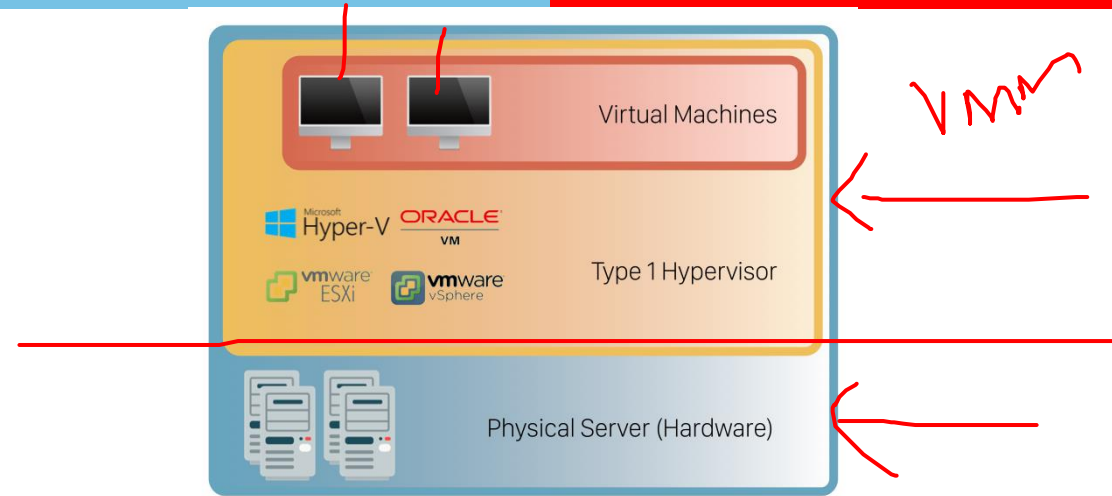 Virtual Machines
VMM
Microsoft
Hyper-V
ORACLE
VM
vmware
ESXi
vmware
vSphere
Type 1 Hypervisor
Physical Server (Hardware)